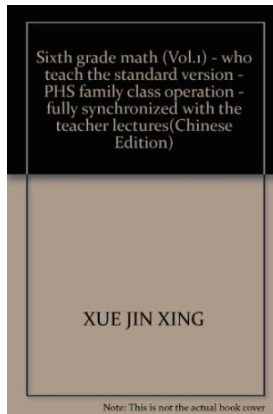 Sixth grade math (Vol.1) - who
teach the standard version -
PHS family class operation -
fully synchronized with the
teacher lectures(Chinese
Edition)
XUE JIN XING
Note: This is not the actual book cover